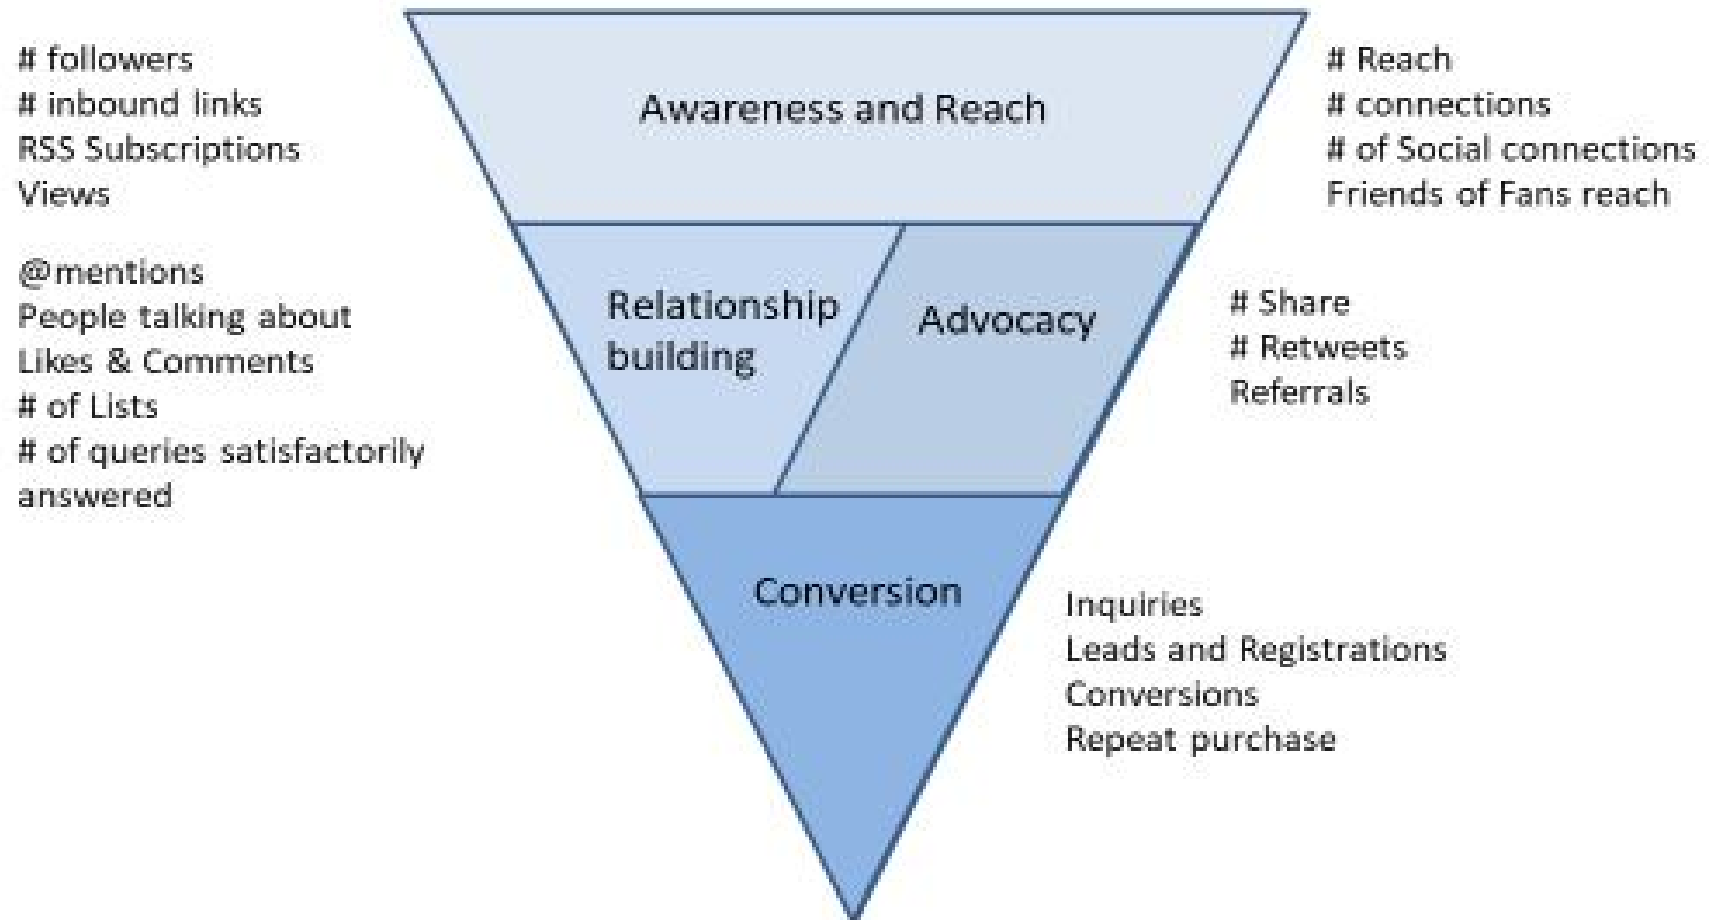 # followers
# inbound links
RSS Subscriptions
Views
Awareness and Reach
# Reach
# connections
# of Social connections
Friends of Fans reach
@mentions
People talking about
Likes & Comments
# of Lists
# of queries satisfactorily
answered
Relationship
building
Advocacy
# Share
# Retweets
Referrals
Conversion
Inquiries
Leads and Registrations
Conversions
Repeat purchase